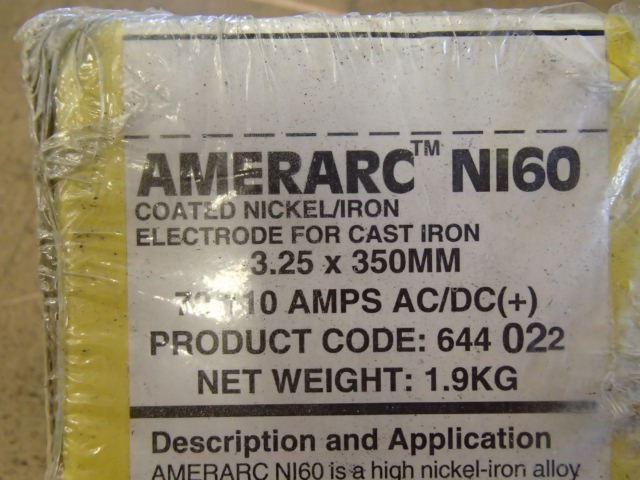 AMERARC™ NI60
COATED NICKEL/IRON
ELECTRODE FOR CAST IRON
3.25 x 350MM
AMPS AC/DC(+)
PRODUCT CODE: 644 022
NET WEIGHT: 1.9KG
Description and Application
AMERARC NI60 is a high nickel-iron alloy